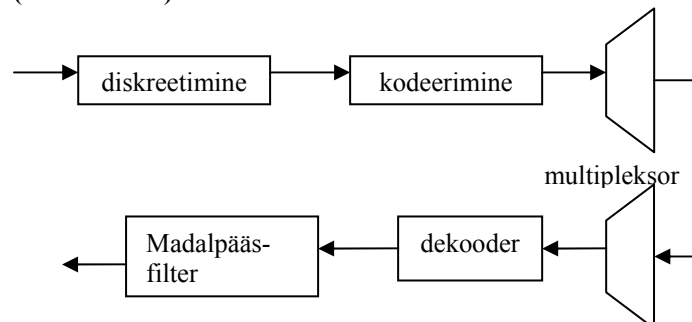 diskreetimine
kodeerimine
multipleksor
Madalpääs-
filter
dekooder